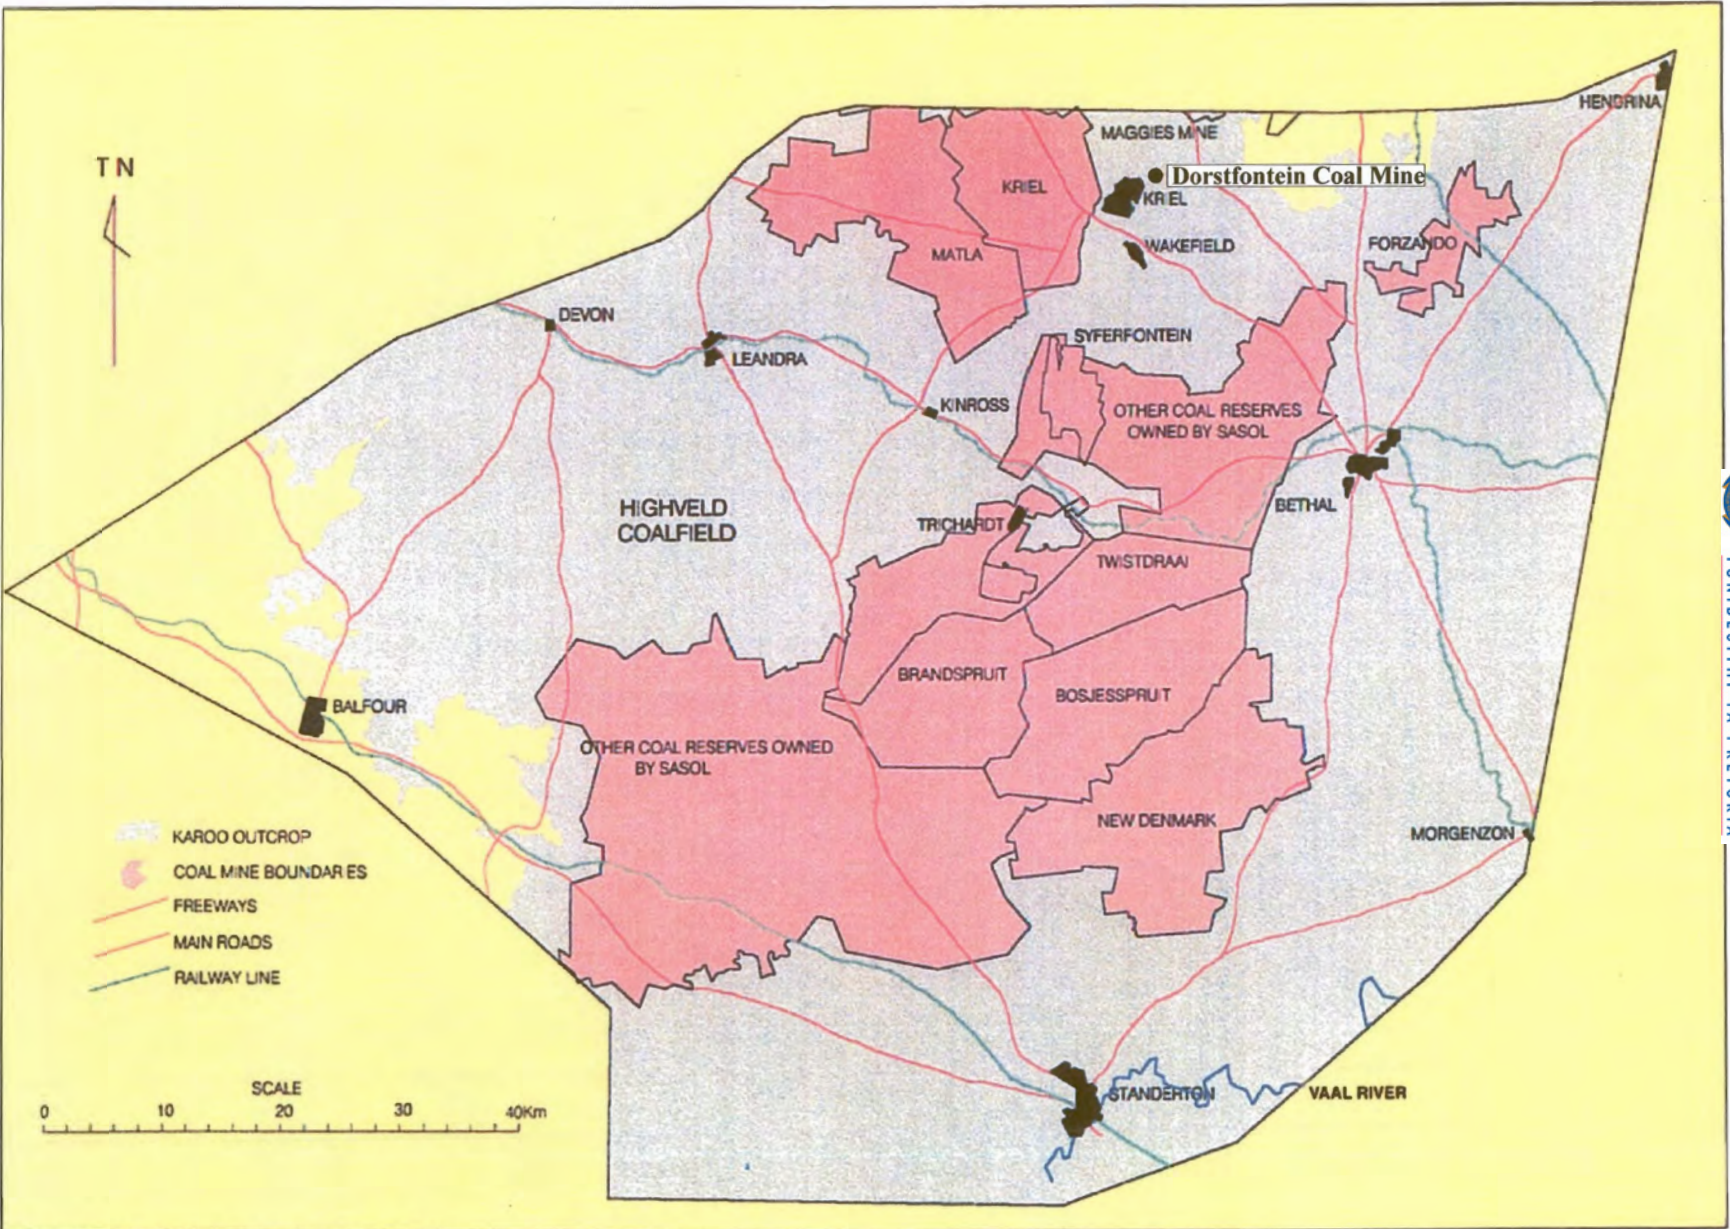 HENDRINA
MAGGIES MINE
T N
Dorstfontein Coal Mine
KRIEL
KRIEL
WAKEFIELD
FORZANDO
MATLA
DEVON
SYFERFONTEIN
LEANDRA
KINROSS
OTHER COAL RESERVES
OWNED BY SASOL
HIGHVELD
COALFIELD
BETHAL
TRICHARDT
TWISTDRAAI
BRANDSPRUIT
BOSJESSPRUIT
BALFOUR
OTHER COAL RESERVES OWNED
BY SASOL
NEW DENMARK
MORGENZON
KAROO OUTCROP
COAL MINE BOUNDARIES
FREEWAYS
MAIN ROADS
RAILWAY LINE
SCALE
0 10 20 30 40Km
STANDERTON
VAAL RIVER